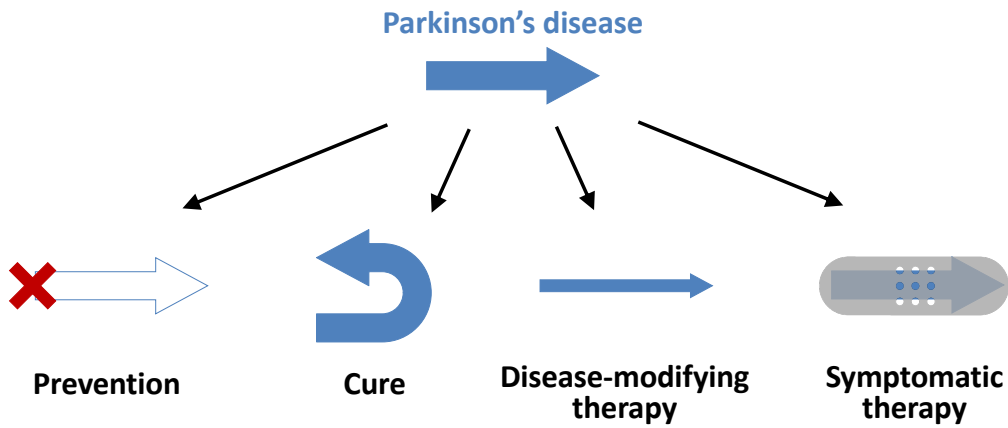 Parkinson’s disease
Prevention
Cure
Disease-modifying
therapy
Symptomatic
therapy